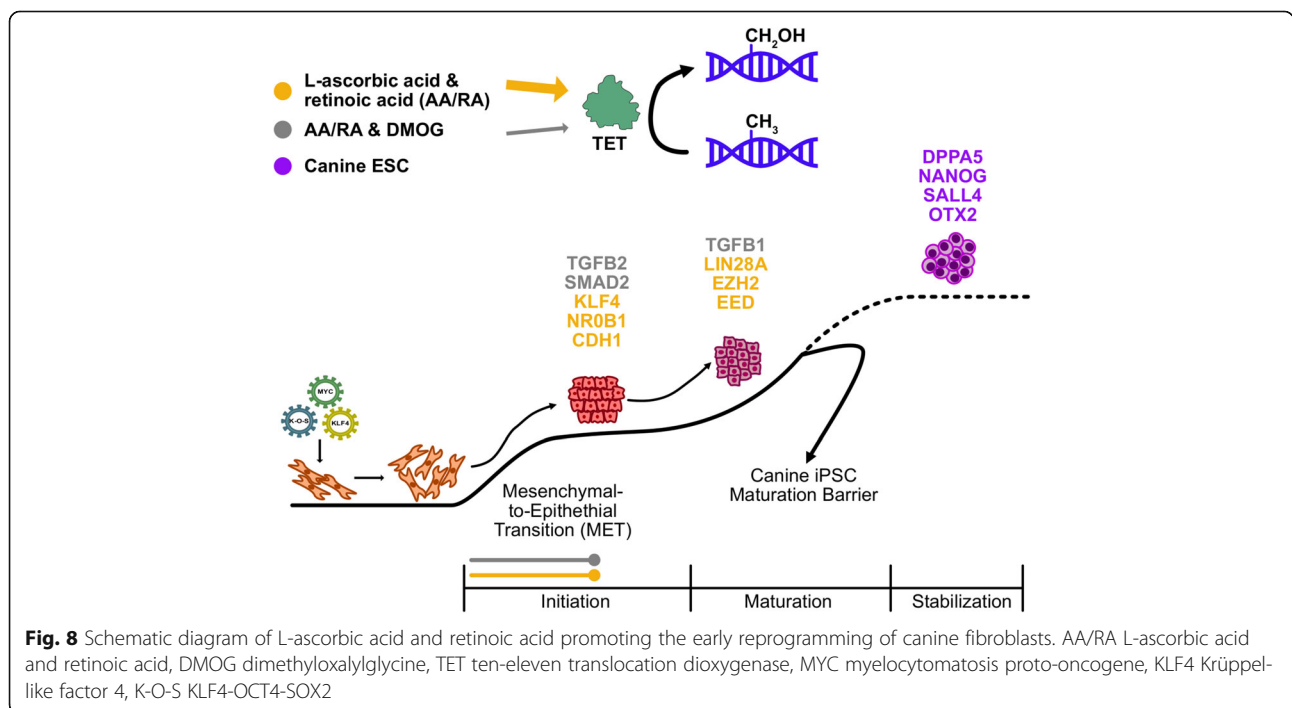 L-ascorbic acid &
retinoic acid (AA/RA)
AA/RA & DMOG
Canine ESC
TET
CH2OH
CH3
DPPA5
NANOG
SALL4
OTX2
TGFB1
LIN28A
EZH2
EED
TGFB2
SMAD2
KLF4
NR0B1
CDH1
MYC
K-O-S
KLF4
Mesenchymal-
to-Epithethial
Transition (MET)
Canine iPSC
Maturation Barrier
Initiation
Maturation
Stabilization
Fig. 8 Schematic diagram of L-ascorbic acid and retinoic acid promoting the early reprogramming of canine fibroblasts. AA/RA L-ascorbic acid
and retinoic acid, DMOG dimethyloxalylglycine, TET ten-eleven translocation dioxygenase, MYC myelocytomatosis proto-oncogene, KLF4 Krüppel-
like factor 4, K-O-S KLF4-OCT4-SOX2